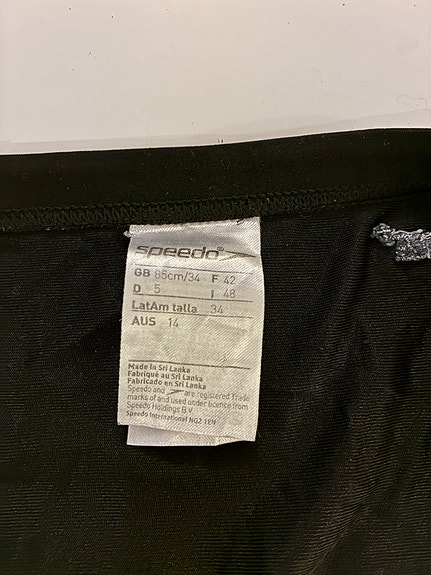 speedo®
GB 85cm/34 F 42
D 5 I 48
LatAm talla 34
AUS 14
Made in Sri Lanka
Fabriqué au Sri Lanka
Fabricado en Sri Lanka
Speedo and are registered Trade
marks of and used under licence from
Speedo Holdings B.V.
Speedo International NG2 1EN